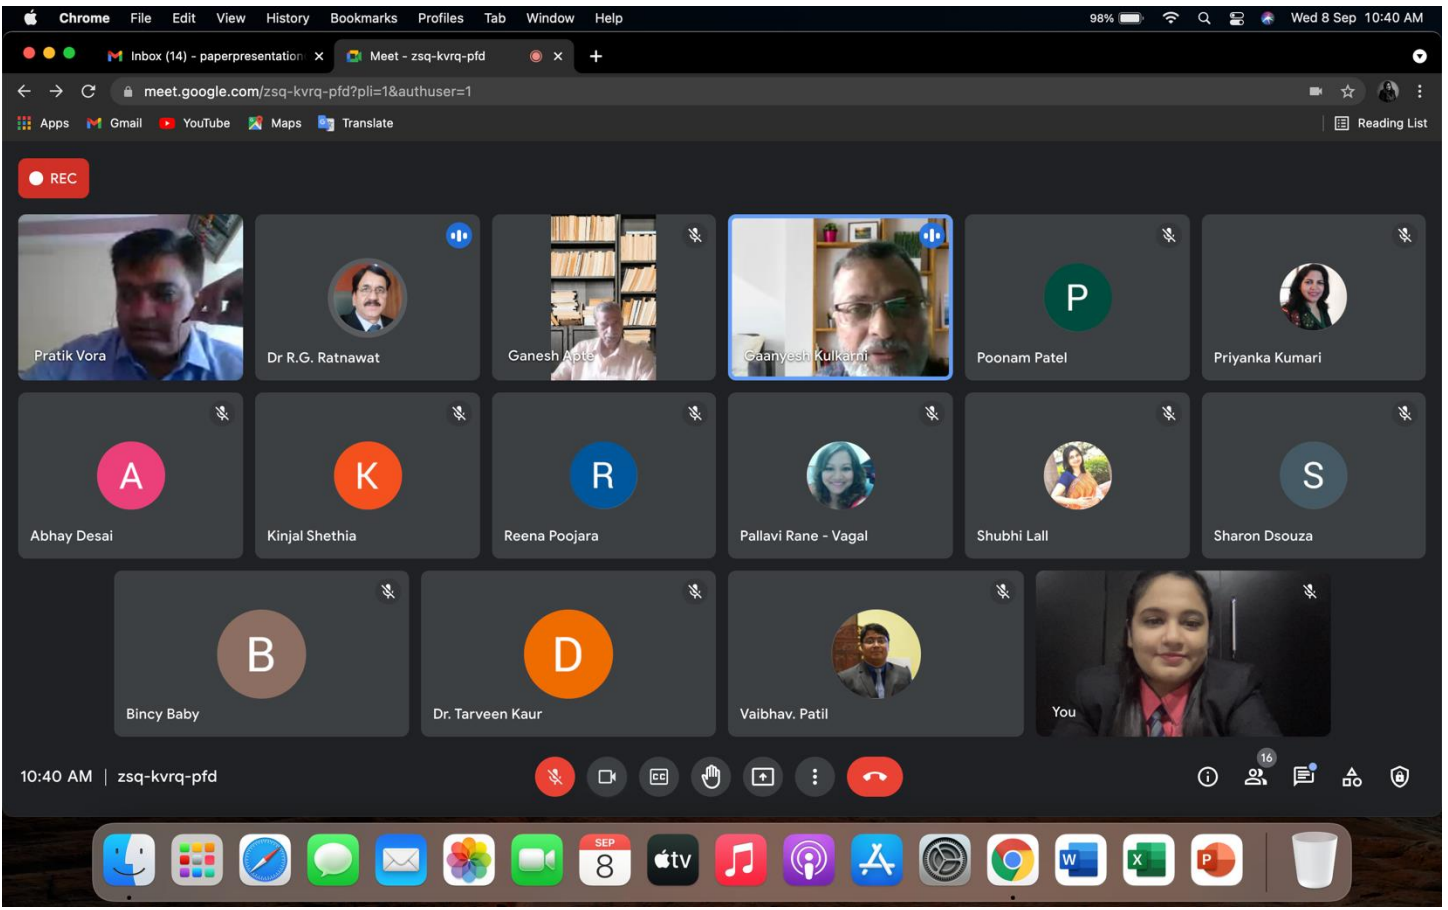 Chrome File Edit View History Bookmarks Profiles Tab Window Help 98% Wed 8 Sep 10:40 AM
Inbox (14) - paperpresentation Meet - zsq-kvrq-pfd
meet.google.com/zsq-kvrq-pfd?pli=1&authuser=1
Apps Gmail YouTube Maps Translate Reading List
REC
Pratik Vora Dr R.G. Ratnawat Ganesh Apte Gaanyesh Kulkarni Poonam Patel Priyanka Kumari
P
A K R S
Abhay Desai Kinjal Shethia Reena Poojara Pallavi Rane - Vagal Shubhi Lall Sharon Dsouza
B D
Bincy Baby Dr. Tarveen Kaur Vaibhav. Patil You
10:40 AM | zsq-kvrq-pfd CC 16
SEP
8 tv W X P